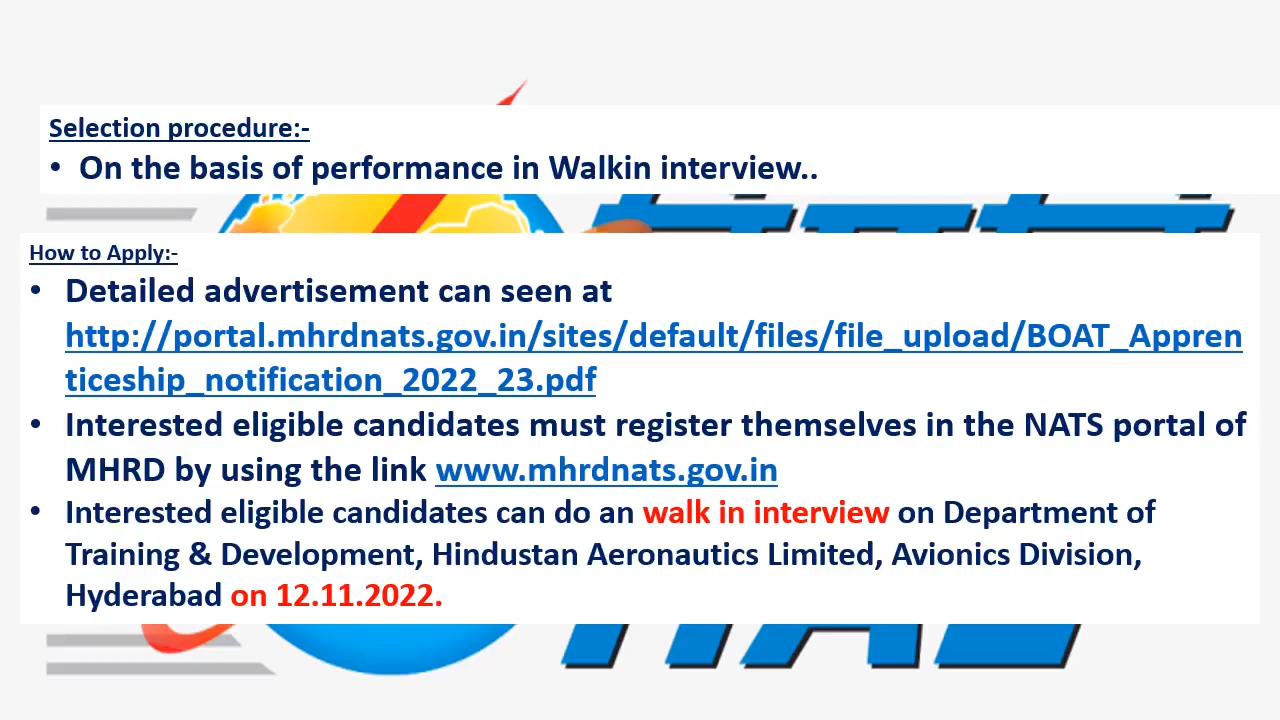 Selection procedure:-
• On the basis of performance in Walkin interview..
How to Apply:-
• Detailed advertisement can seen at
http://portal.mhrdnats.gov.in/sites/default/files/file_upload/BOAT_Appren
ticeship_notification_2022_23.pdf
• Interested eligible candidates must register themselves in the NATS portal of
MHRD by using the link www.mhrdnats.gov.in
• Interested eligible candidates can do an walk in interview on Department of
Training & Development, Hindustan Aeronautics Limited, Avionics Division,
Hyderabad on 12.11.2022.